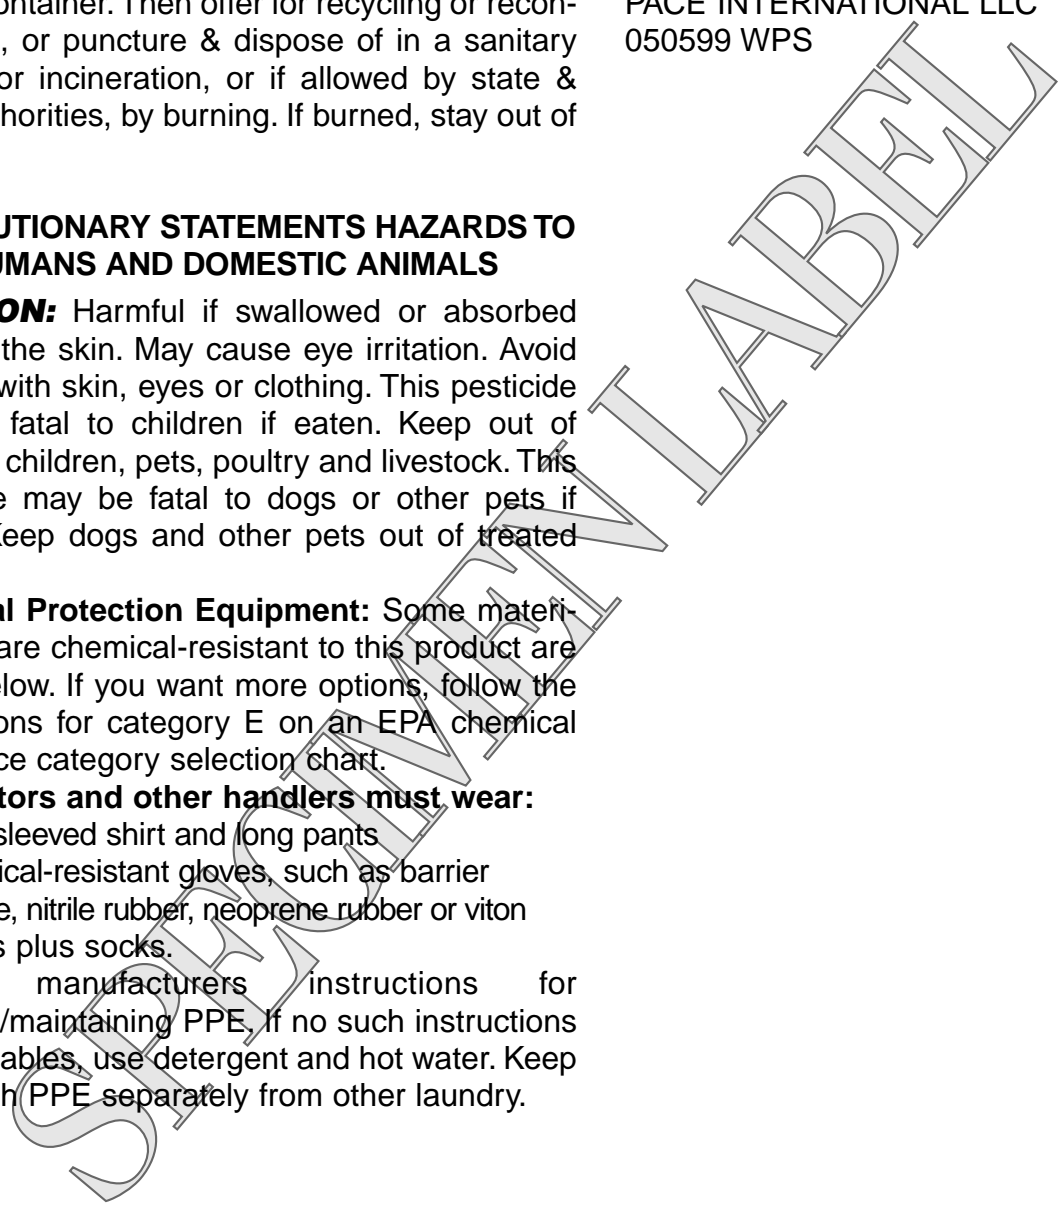 ontainer. Then offer for recycling or recon-
, or puncture & dispose of in a sanitary
or incineration, or if allowed by state &
horities, by burning. If burned, stay out of
UTIONARY STATEMENTS HAZARDS TO
UMANS AND DOMESTIC ANIMALS
ON: Harmful if swallowed or absorbed
the skin. May cause eye irritation. Avoid
with skin, eyes or clothing. This pesticide
fatal to children if eaten. Keep out of
children, pets, poultry and livestock. This
e may be fatal to dogs or other pets if
Keep dogs and other pets out of treated
al Protection Equipment: Some materi-
are chemical-resistant to this product are
elow. If you want more options, follow the
ons for category E on an EPA chemical
ce category selection chart.
tors and other handlers must wear:
sleeved shirt and long pants
ical-resistant gloves, such as barrier
e, nitrile rubber, neoprene rubber or viton
s plus socks.
manufacturers instructions for
/maintaining PPE, If no such instructions
ables, use detergent and hot water. Keep
h PPE separately from other laundry.
PACE INTERNATIONAL LLC
050599 WPS
SPECIMEN LABEL